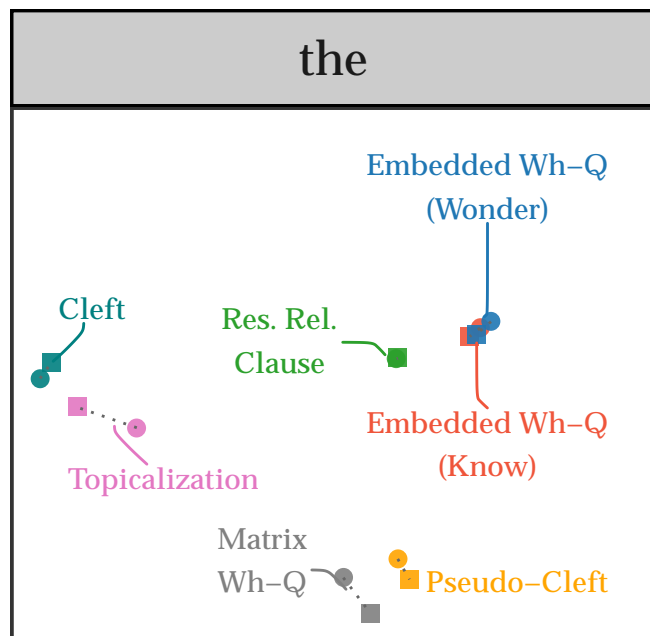 the
Embedded Wh–Q
(Wonder)
Cleft
Res. Rel.
Clause
Embedded Wh–Q
(Know)
Topicalization
Matrix
Wh–Q
Pseudo–Cleft